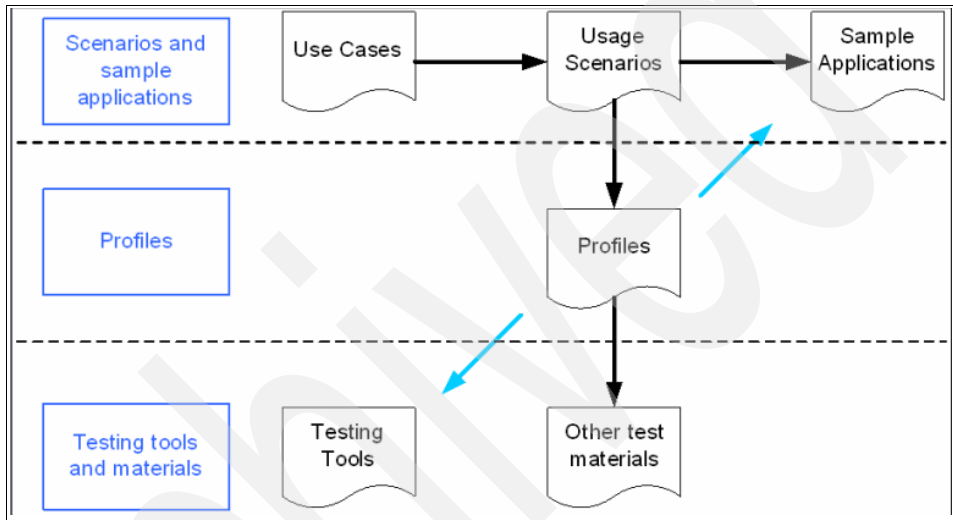 Scenarios and
sample
applications
Use Cases
Usage
Scenarios
Sample
Applications
Profiles
Profiles
Testing tools
and materials
Testing
Tools
Other test
materials